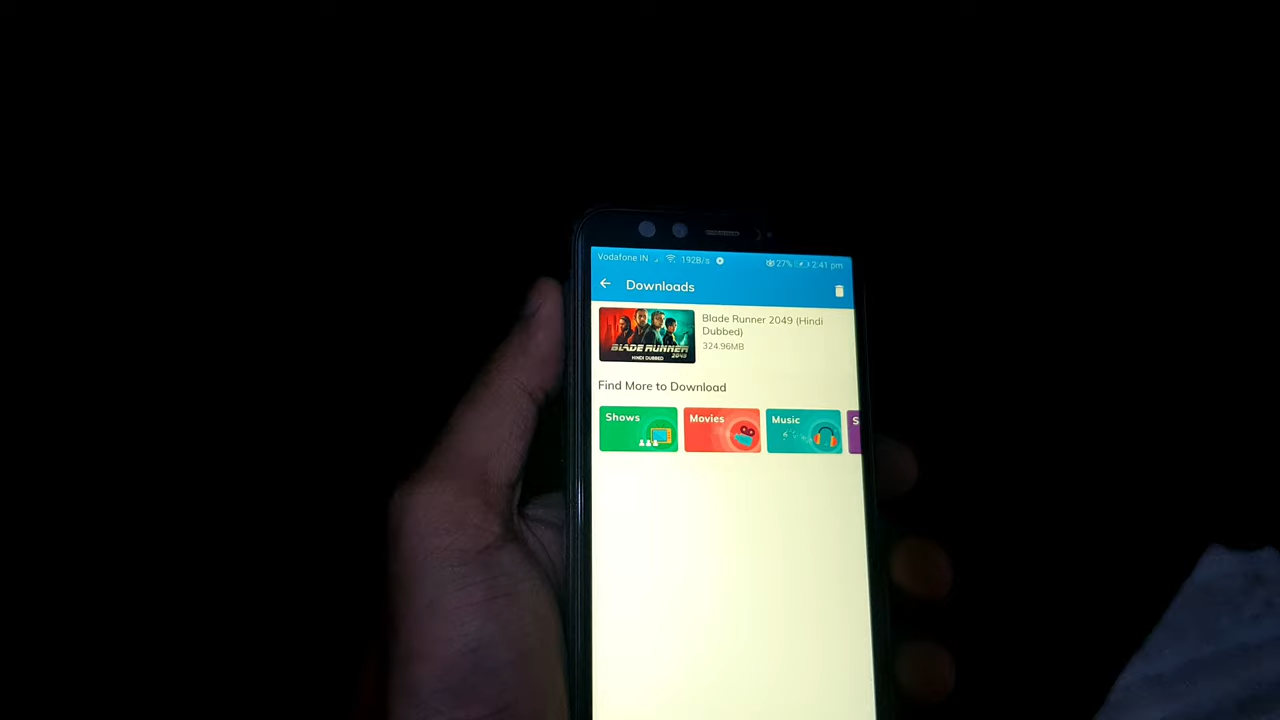 Vodafone IN 192B/s 27% 2:41 pm
Downloads
BLADE RUNNER
2049
HINDI DUBBED
Blade Runner 2049 (Hindi
Dubbed)
324.96MB
Find More to Download
Shows Movies Music S